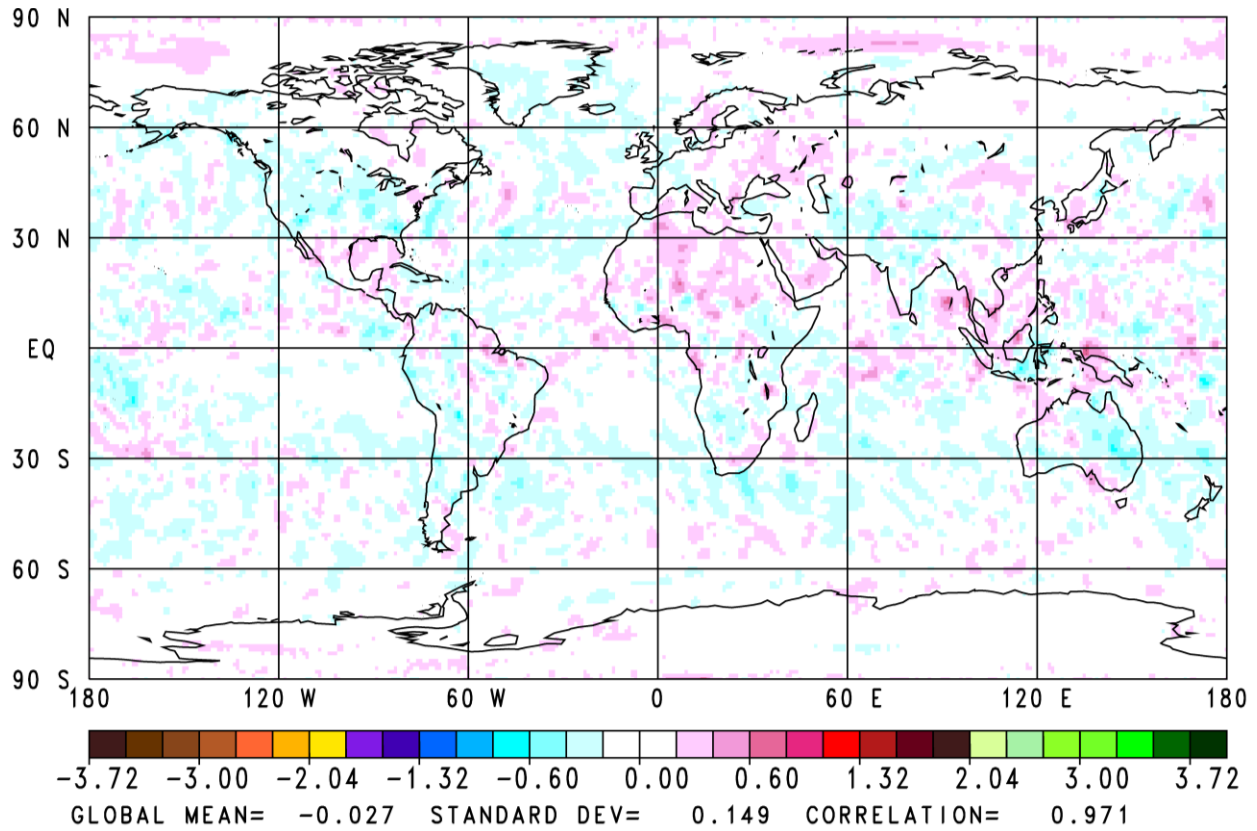 90 N
60 N
30 N
EQ
30 S
60 S
90 S
180 120 W 60 W 0 60 E 120 E 180
-3.72 -3.00 -2.04 -1.32 -0.60 0.00 0.60 1.32 2.04 3.00 3.72
GLOBAL MEAN= -0.027 STANDARD DEV= 0.149 CORRELATION= 0.971